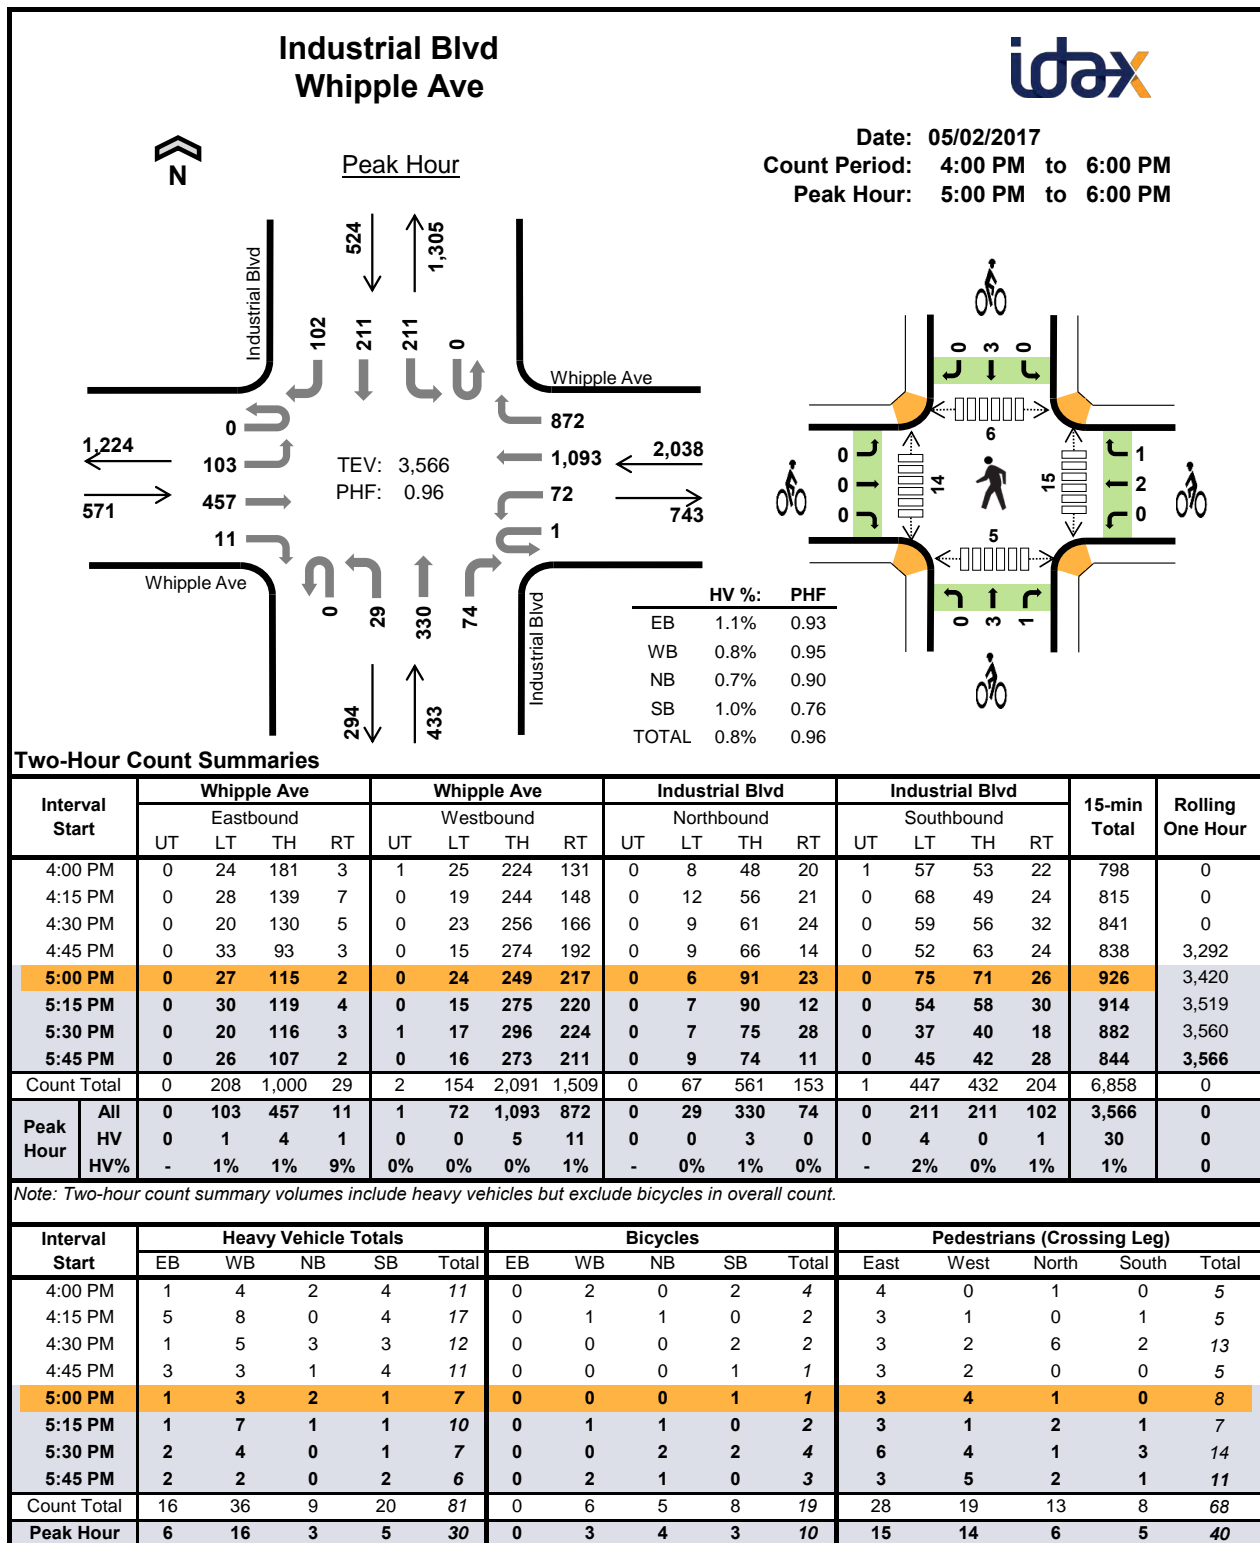 Industrial Blvd
Whipple Ave
idax
Date: 05/02/2017
Count Period: 4:00 PM to 6:00 PM
Peak Hour: 5:00 PM to 6:00 PM
N
Peak Hour
524
1,305
Industrial Blvd
102
211
211
0
Whipple Ave
0
872
1,224
103
TEV: 3,566
1,093
2,038
571
457
PHF: 0.96
72
743
11
1
Whipple Ave
0
29
330
74
Industrial Blvd
294
433
0
3
0
6
0
0
0
14
15
1
2
0
5
0
3
1
HV %: PHF
EB 1.1% 0.93
WB 0.8% 0.95
NB 0.7% 0.90
SB 1.0% 0.76
TOTAL 0.8% 0.96
Two-Hour Count Summaries
Interval Start Whipple Ave Whipple Ave Industrial Blvd Industrial Blvd 15-min Total Rolling One Hour
Eastbound Westbound Northbound Southbound
UT LT TH RT UT LT TH RT UT LT TH RT UT LT TH RT
4:00 PM 0 24 181 3 1 25 224 131 0 8 48 20 1 57 53 22 798 0
4:15 PM 0 28 139 7 0 19 244 148 0 12 56 21 0 68 49 24 815 0
4:30 PM 0 20 130 5 0 23 256 166 0 9 61 24 0 59 56 32 841 0
4:45 PM 0 33 93 3 0 15 274 192 0 9 66 14 0 52 63 24 838 3,292
5:00 PM 0 27 115 2 0 24 249 217 0 6 91 23 0 75 71 26 926 3,420
5:15 PM 0 30 119 4 0 15 275 220 0 7 90 12 0 54 58 30 914 3,519
5:30 PM 0 20 116 3 1 17 296 224 0 7 75 28 0 37 40 18 882 3,560
5:45 PM 0 26 107 2 0 16 273 211 0 9 74 11 0 45 42 28 844 3,566
Count Total 0 208 1,000 29 2 154 2,091 1,509 0 67 561 153 1 447 432 204 6,858 0
Peak Hour All 0 103 457 11 1 72 1,093 872 0 29 330 74 0 211 211 102 3,566 0
HV 0 1 4 1 0 0 5 11 0 0 3 0 0 4 0 1 30 0
HV% - 1% 1% 9% 0% 0% 0% 1% - 0% 1% 0% - 2% 0% 1% 1% 0
Note: Two-hour count summary volumes include heavy vehicles but exclude bicycles in overall count.
Interval Start Heavy Vehicle Totals Bicycles Pedestrians (Crossing Leg)
EB WB NB SB Total EB WB NB SB Total East West North South Total
4:00 PM 1 4 2 4 11 0 2 0 2 4 4 0 1 0 5
4:15 PM 5 8 0 4 17 0 1 1 0 2 3 1 0 1 5
4:30 PM 1 5 3 3 12 0 0 0 2 2 3 2 6 2 13
4:45 PM 3 3 1 4 11 0 0 0 1 1 3 2 0 0 5
5:00 PM 1 3 2 1 7 0 0 0 1 1 3 4 1 0 8
5:15 PM 1 7 1 1 10 0 1 1 0 2 3 1 2 1 7
5:30 PM 2 4 0 1 7 0 0 2 2 4 6 4 1 3 14
5:45 PM 2 2 0 2 6 0 2 1 0 3 3 5 2 1 11
Count Total 16 36 9 20 81 0 6 5 8 19 28 19 13 8 68
Peak Hour 6 16 3 5 30 0 3 4 3 10 15 14 6 5 40